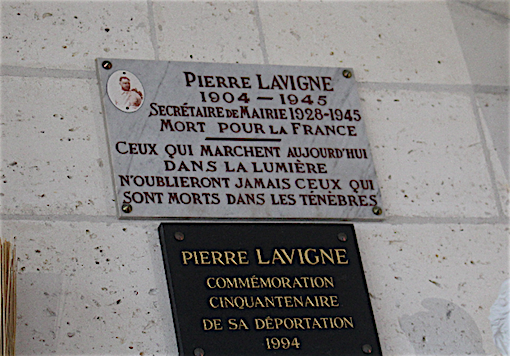 PIERRE LAVIGNE
1904 — 1945
SECRÉTAIRE DE MAIRIE 1928-1945
MORT POUR LA FRANCE
CEUX QUI MARCHENT AUJOURD'HUI
DANS LA LUMIÈRE
N'OUBLIERONT JAMAIS CEUX QUI
SONT MORTS DANS LES TÉNÈBRES
PIERRE LAVIGNE
COMMÉMORATION
CINQUANTENAIRE
DE SA DÉPORTATION
1994